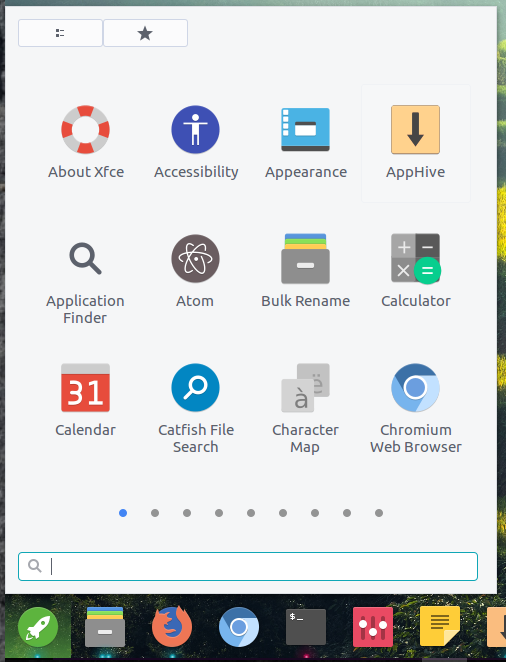 About Xfce
Accessibility
Appearance
AppHive
Application
Finder
Atom
Bulk Rename
Calculator
31
Calendar
Catfish File
Search
à ë
Character
Map
Chromium
Web Browser
$_